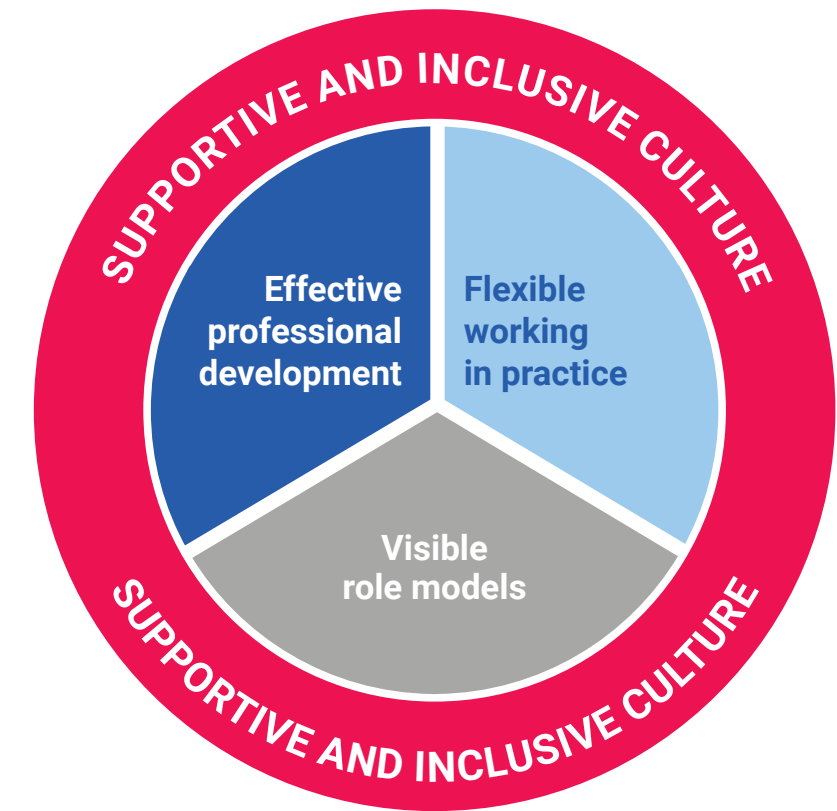 SUPPORTIVE AND INCLUSIVE CULTURE
Effective
professional
development
Flexible
working
in practice
Visible
role models
SUPPORTIVE AND INCLUSIVE CULTURE